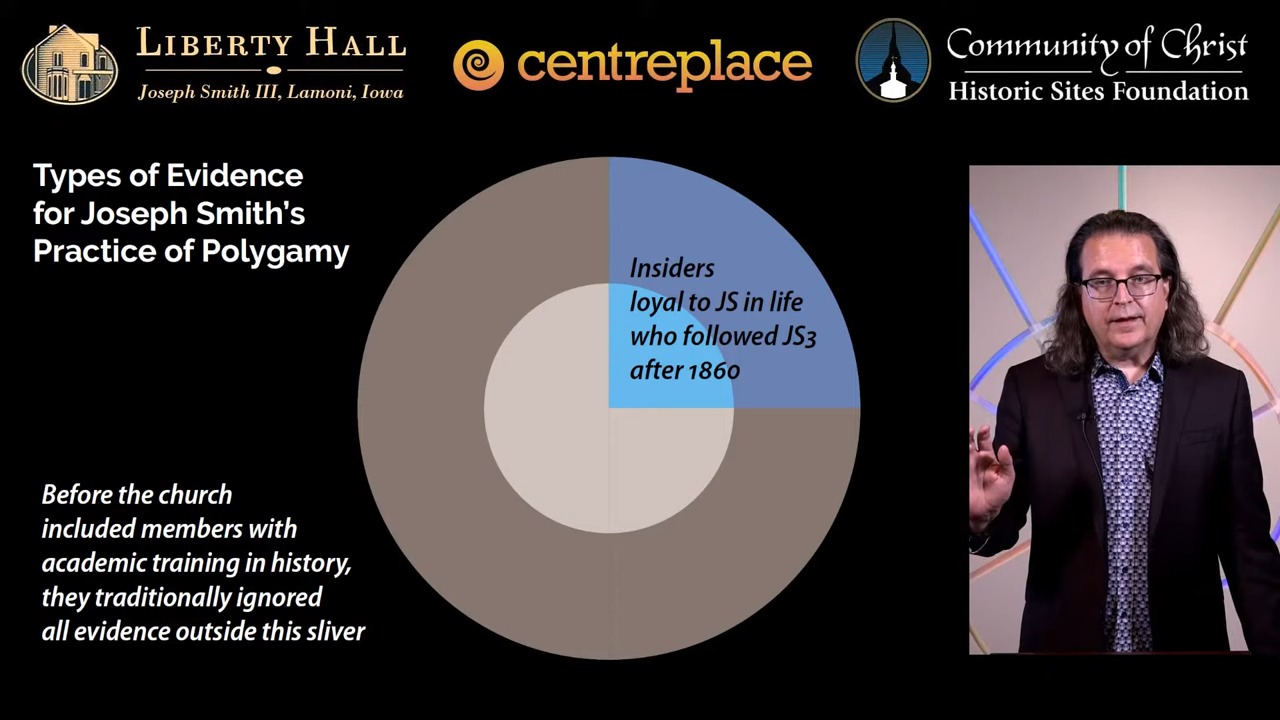 LIBERTY HALL
Joseph Smith III, Lamoni, Iowa
centreplace
Community of Christ
Historic Sites Foundation
Types of Evidence
for Joseph Smith's
Practice of Polygamy
Insiders
loyal to JS in life
who followed JS3
after 1860
Before the church
included members with
academic training in history,
they traditionally ignored
all evidence outside this sliver